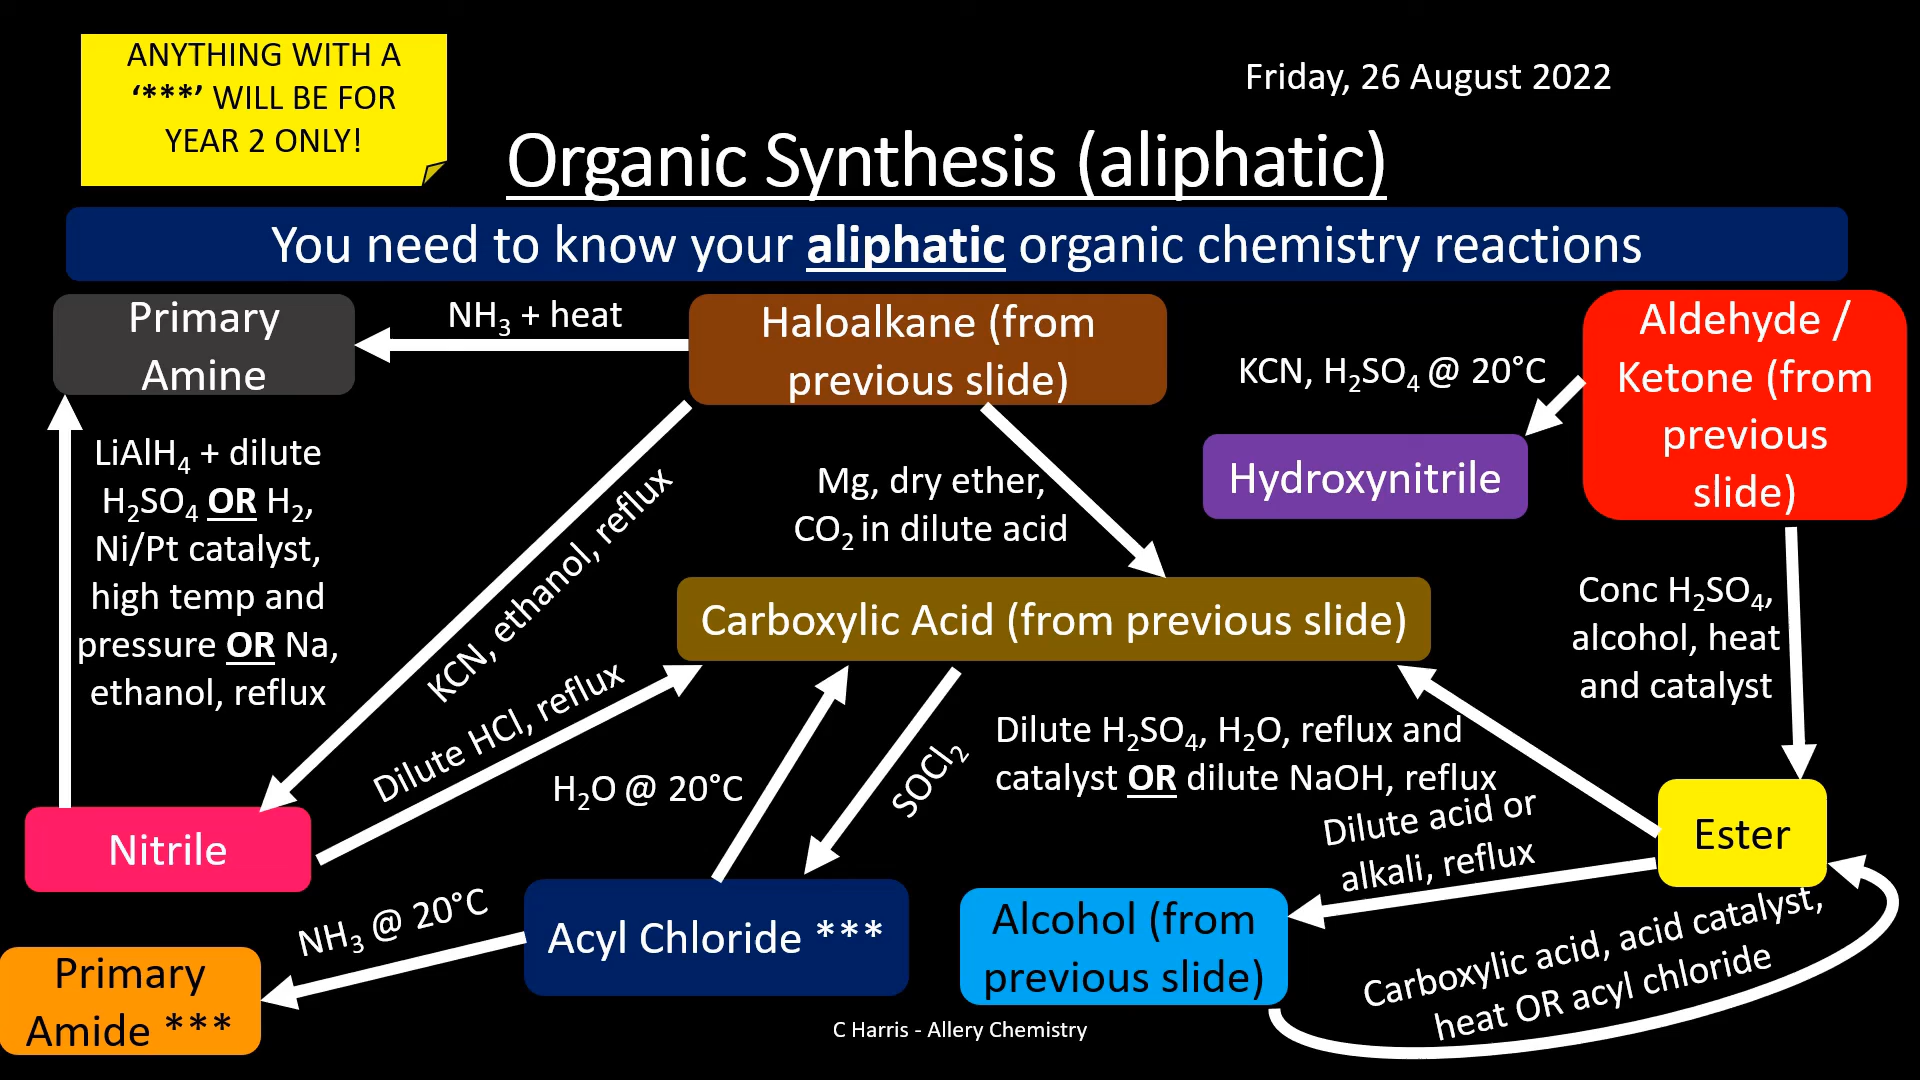 ANYTHING WITH A
‘***’ WILL BE FOR
YEAR 2 ONLY!
Friday, 26 August 2022
Organic Synthesis (aliphatic)
You need to know your aliphatic organic chemistry reactions
Primary
Amine
NH₃ + heat
Haloalkane (from
previous slide)
KCN, H₂SO₄ @ 20°C
Aldehyde /
Ketone (from
previous
slide)
Hydroxynitrile
LiAlH₄ + dilute
H₂SO₄ OR H₂,
Ni/Pt catalyst,
high temp and
pressure OR Na,
ethanol, reflux
KCN, ethanol, reflux
Mg, dry ether,
CO₂ in dilute acid
Carboxylic Acid (from previous slide)
Conc H₂SO₄,
alcohol, heat
and catalyst
Dilute HCl, reflux
H₂O @ 20°C
SOCl₂
Dilute H₂SO₄, H₂O, reflux and
catalyst OR dilute NaOH, reflux
Dilute acid or
alkali, reflux
Nitrile
Ester
NH₃ @ 20°C
Acyl Chloride ***
Alcohol (from
previous slide)
Carboxylic acid, acid catalyst,
heat OR acyl chloride
Primary
Amide ***
C Harris - Allery Chemistry